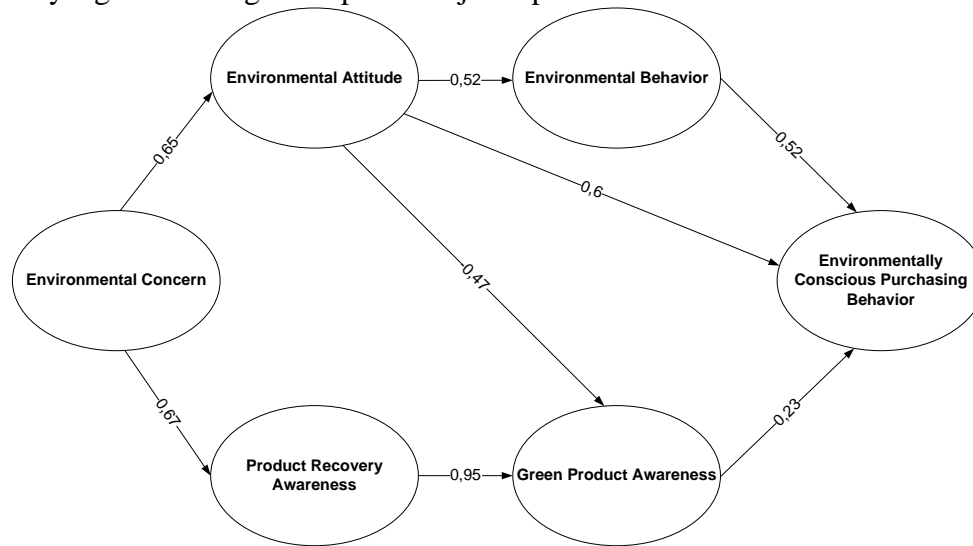 Environmental Attitude
0,52
Environmental Behavior
0,65
0,52
0,6
Environmental Concern
0,47
Environmentally
Conscious Purchasing
Behavior
0,67
0,23
Product Recovery
Awareness
0,95
Green Product Awareness